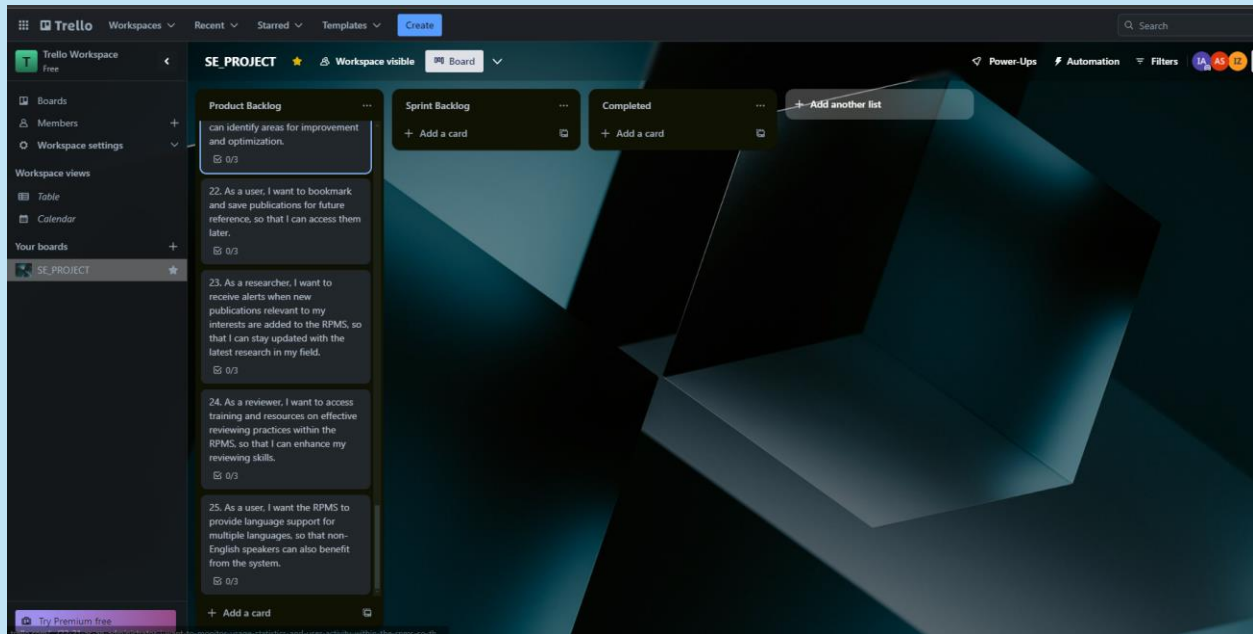 Trello Workspaces Recent Starred Templates Create Search
T Trello Workspace
Free
SE_PROJECT Workspace visible Board Power-Ups Automation Filters IA AS IZ
Boards
Members +
Workspace settings
Workspace views
Table
Calendar
Your boards +
SE_PROJECT
Try Premium free
Product Backlog ...
can identify areas for improvement
and optimization.
0/3
22. As a user, I want to bookmark
and save publications for future
reference, so that I can access them
later.
0/3
23. As a researcher, I want to
receive alerts when new
publications relevant to my
interests are added to the RPMS, so
that I can stay updated with the
latest research in my field.
0/3
24. As a reviewer, I want to access
training and resources on effective
reviewing practices within the
RPMS, so that I can enhance my
reviewing skills.
0/3
25. As a user, I want the RPMS to
provide language support for
multiple languages, so that non-
English speakers can also benefit
from the system.
0/3
+ Add a card
Sprint Backlog ...
+ Add a card
Completed ...
+ Add a card
+ Add another list